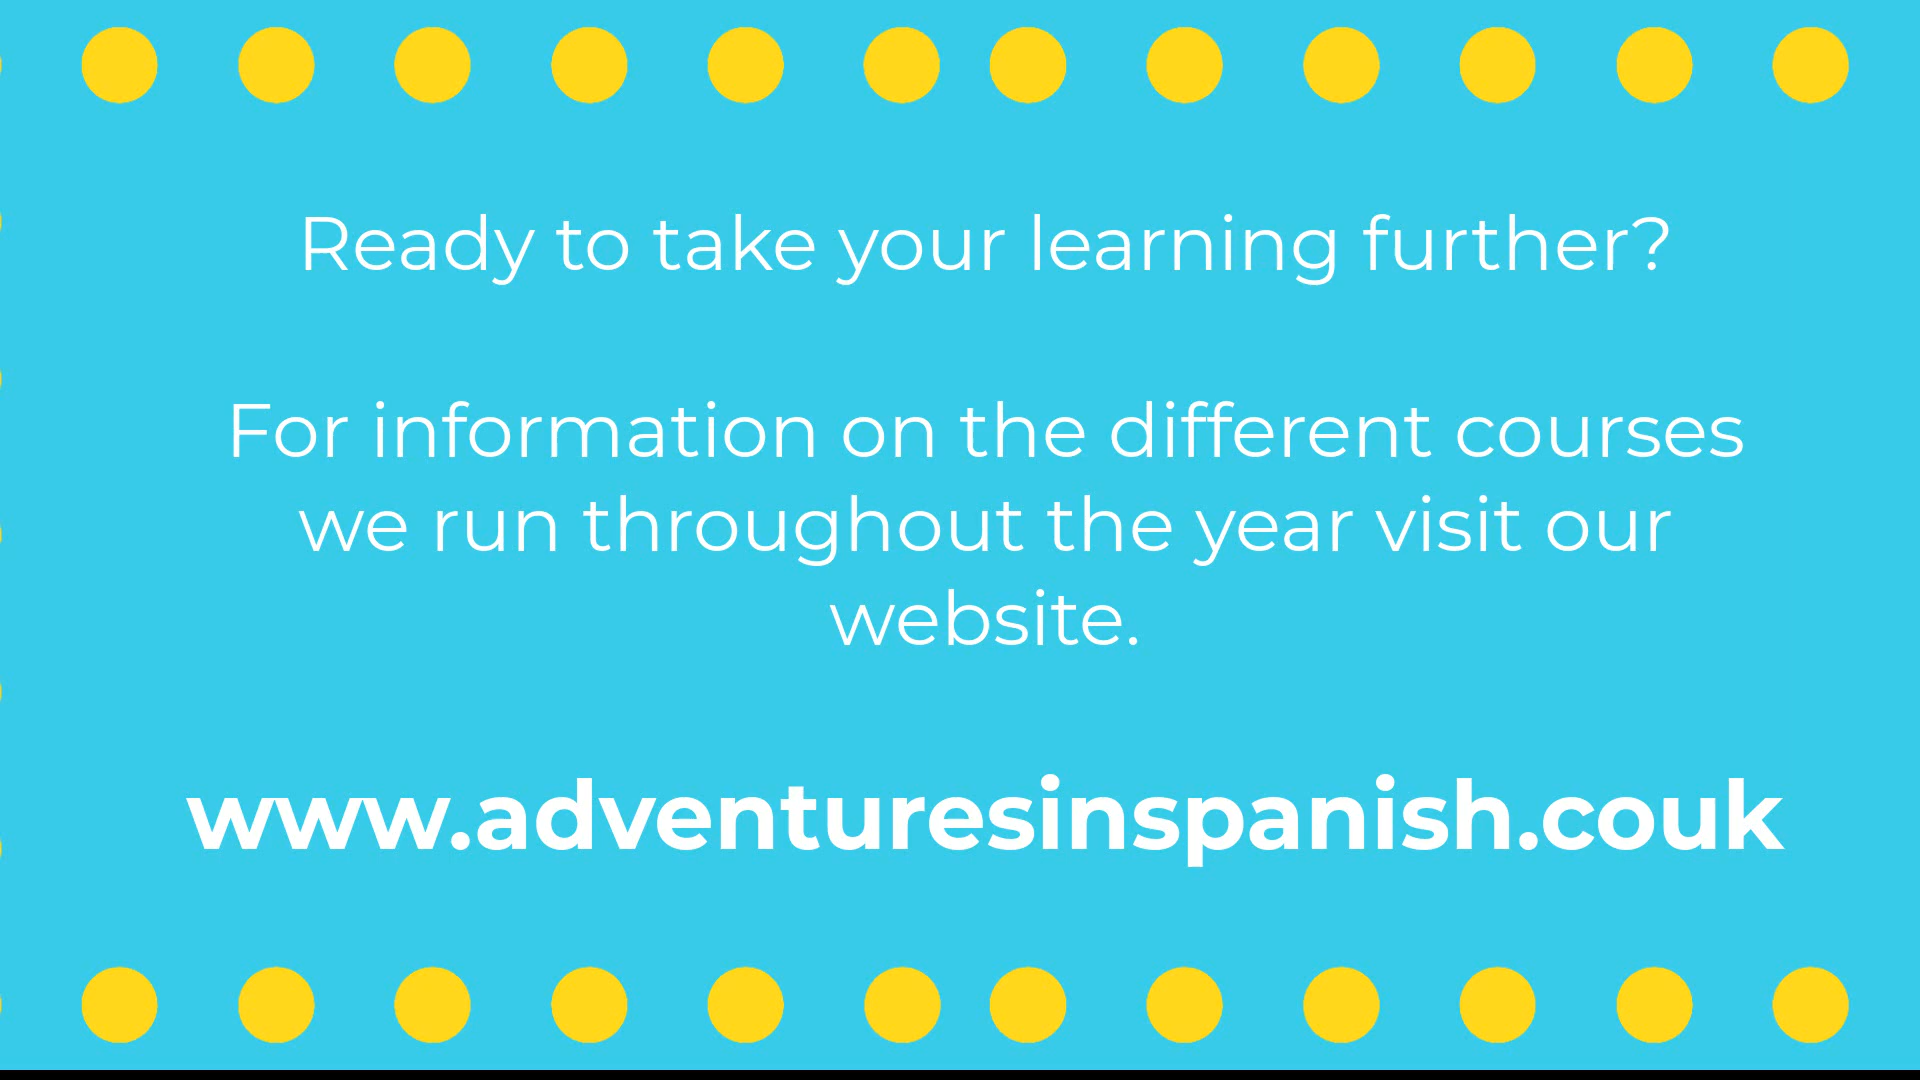 Ready to take your learning further?
For information on the different courses
we run throughout the year visit our
website.
www.adventuresinspanish.couk